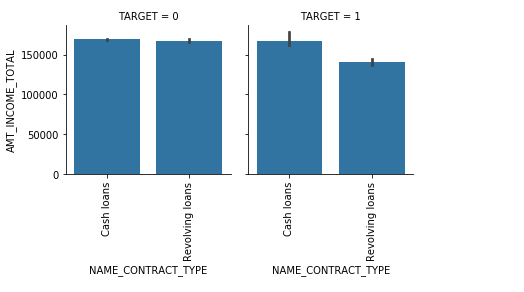 TARGET = 0
TARGET = 1
AMT_INCOME_TOTAL
150000
100000
50000
0
Cash loans
Revolving loans
Cash loans
Revolving loans
NAME_CONTRACT_TYPE
NAME_CONTRACT_TYPE